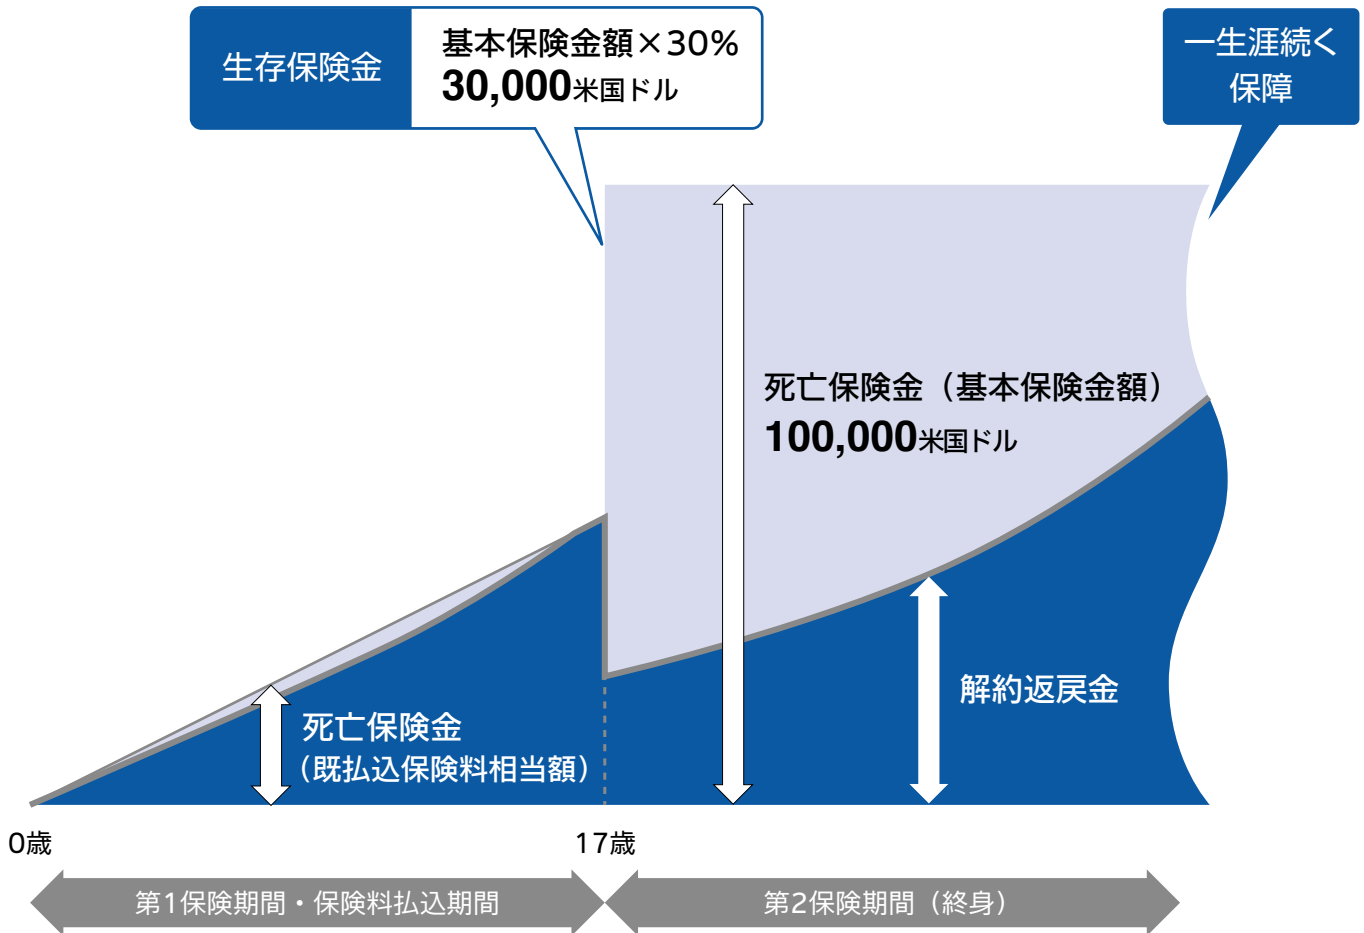 生存保険金
基本保険金額×30%
30,000米国ドル
一生涯続く
保障
死亡保険金（基本保険金額）
100,000米国ドル
解約返戻金
死亡保険金
（既払込保険料相当額）
0歳
17歳
第1保険期間・保険料払込期間
第2保険期間（終身）